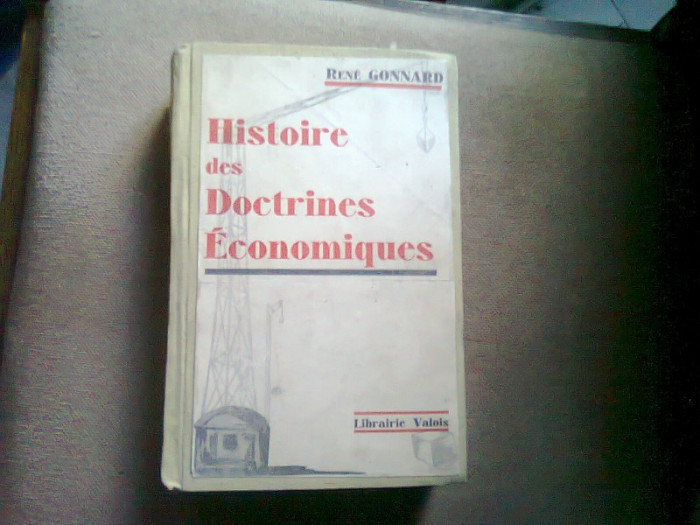 René GONNARD
Histoire
des
Doctrines
Économiques
Librairie Valois